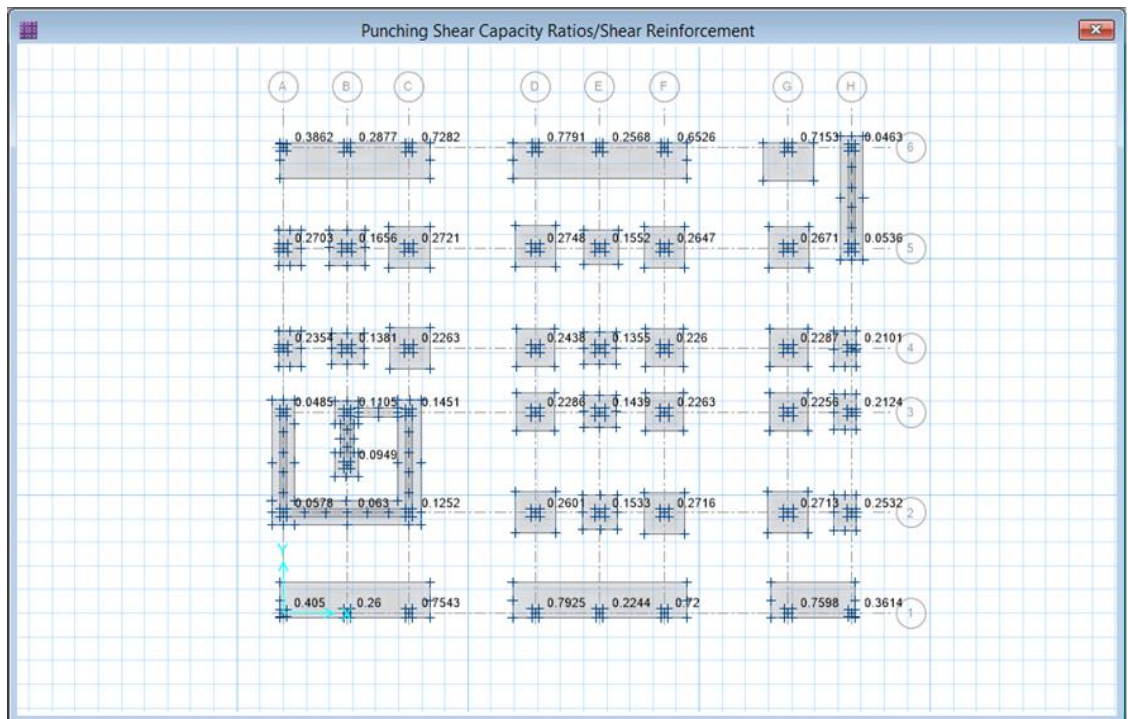 Punching Shear Capacity Ratios/Shear Reinforcement
A B C D E F G H
0.3862 0.2877 0.7282 0.7791 0.2568 0.6526 0.7153 0.0463 6
0.2703 0.1656 0.2721 0.2748 0.1552 0.2647 0.2671 0.0536 5
0.2354 0.1381 0.2263 0.2438 0.1355 0.226 0.2287 0.2101 4
0.0485 0.1105 0.1451 0.2286 0.1439 0.2263 0.2256 0.2124 3
0.0949
0.0578 0.063 0.1252 0.2601 0.1533 0.2716 0.2713 0.2532 2
Y
0.405 0.26 0.7543 0.7925 0.2244 0.72 0.7598 0.3614 1
X